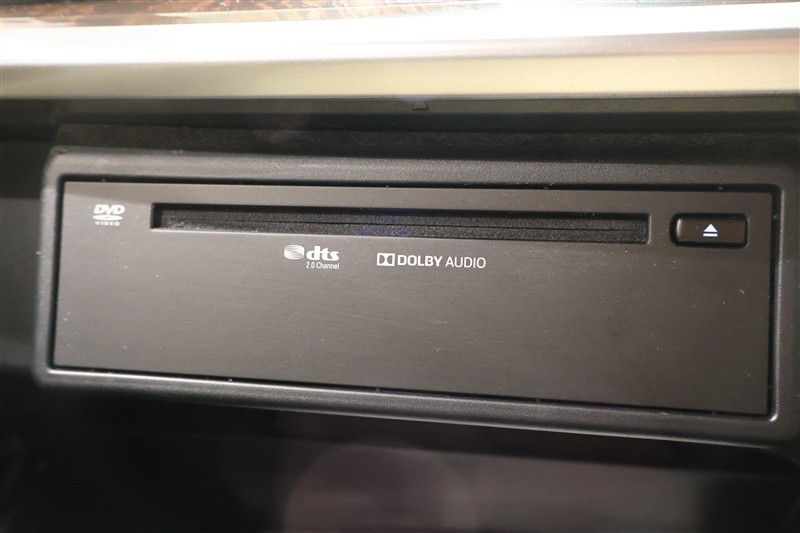 DVD
VIDEO
dts
2.0 Channel
DOLBY AUDIO